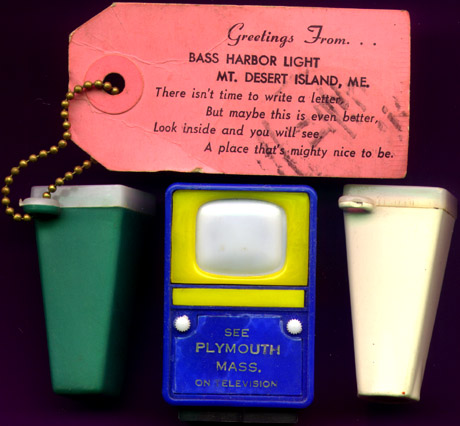 Greetings From. . .
BASS HARBOR LIGHT
MT. DESERT ISLAND, ME.
There isn't time to write a letter,
But maybe this is even better,
Look inside and you will see,
A place that's mighty nice to be.
SEE
PLYMOUTH
MASS.
ON TELEVISION